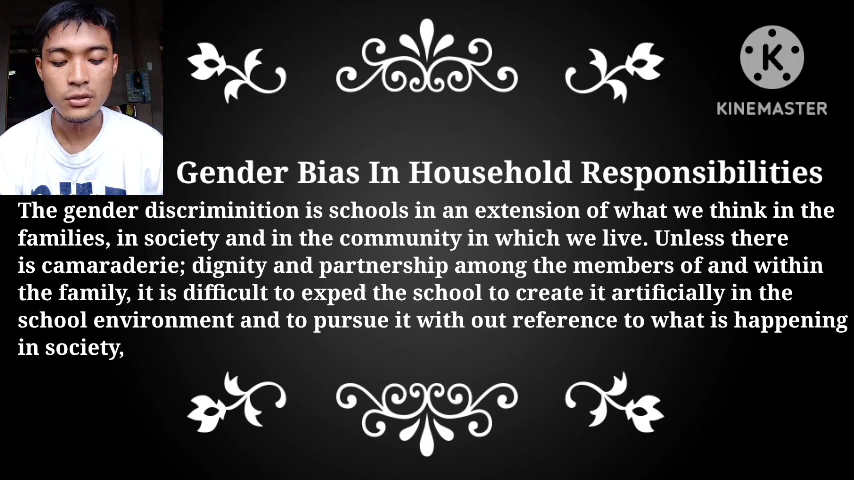 KINEMASTER
Gender Bias In Household Responsibilities
The gender discriminition is schools in an extension of what we think in the
families, in society and in the community in which we live. Unless there
is camaraderie; dignity and partnership among the members of and within
the family, it is difficult to exped the school to create it artificially in the
school environment and to pursue it with out reference to what is happening
in society,